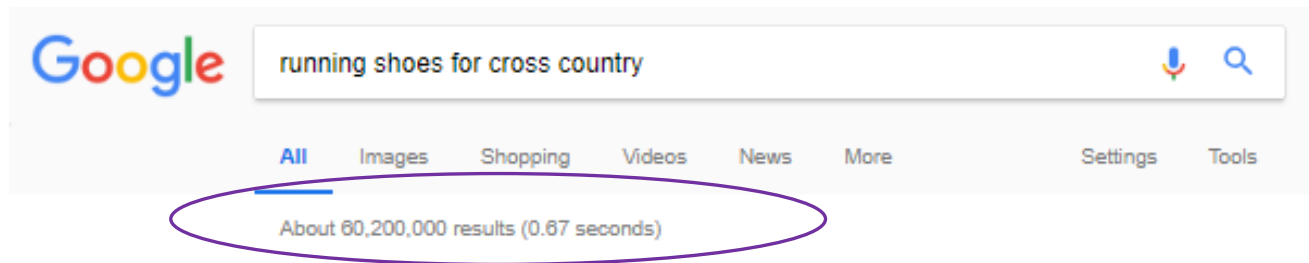 Google running shoes for cross country
All Images Shopping Videos News More Settings Tools
About 60,200,000 results (0.67 seconds)